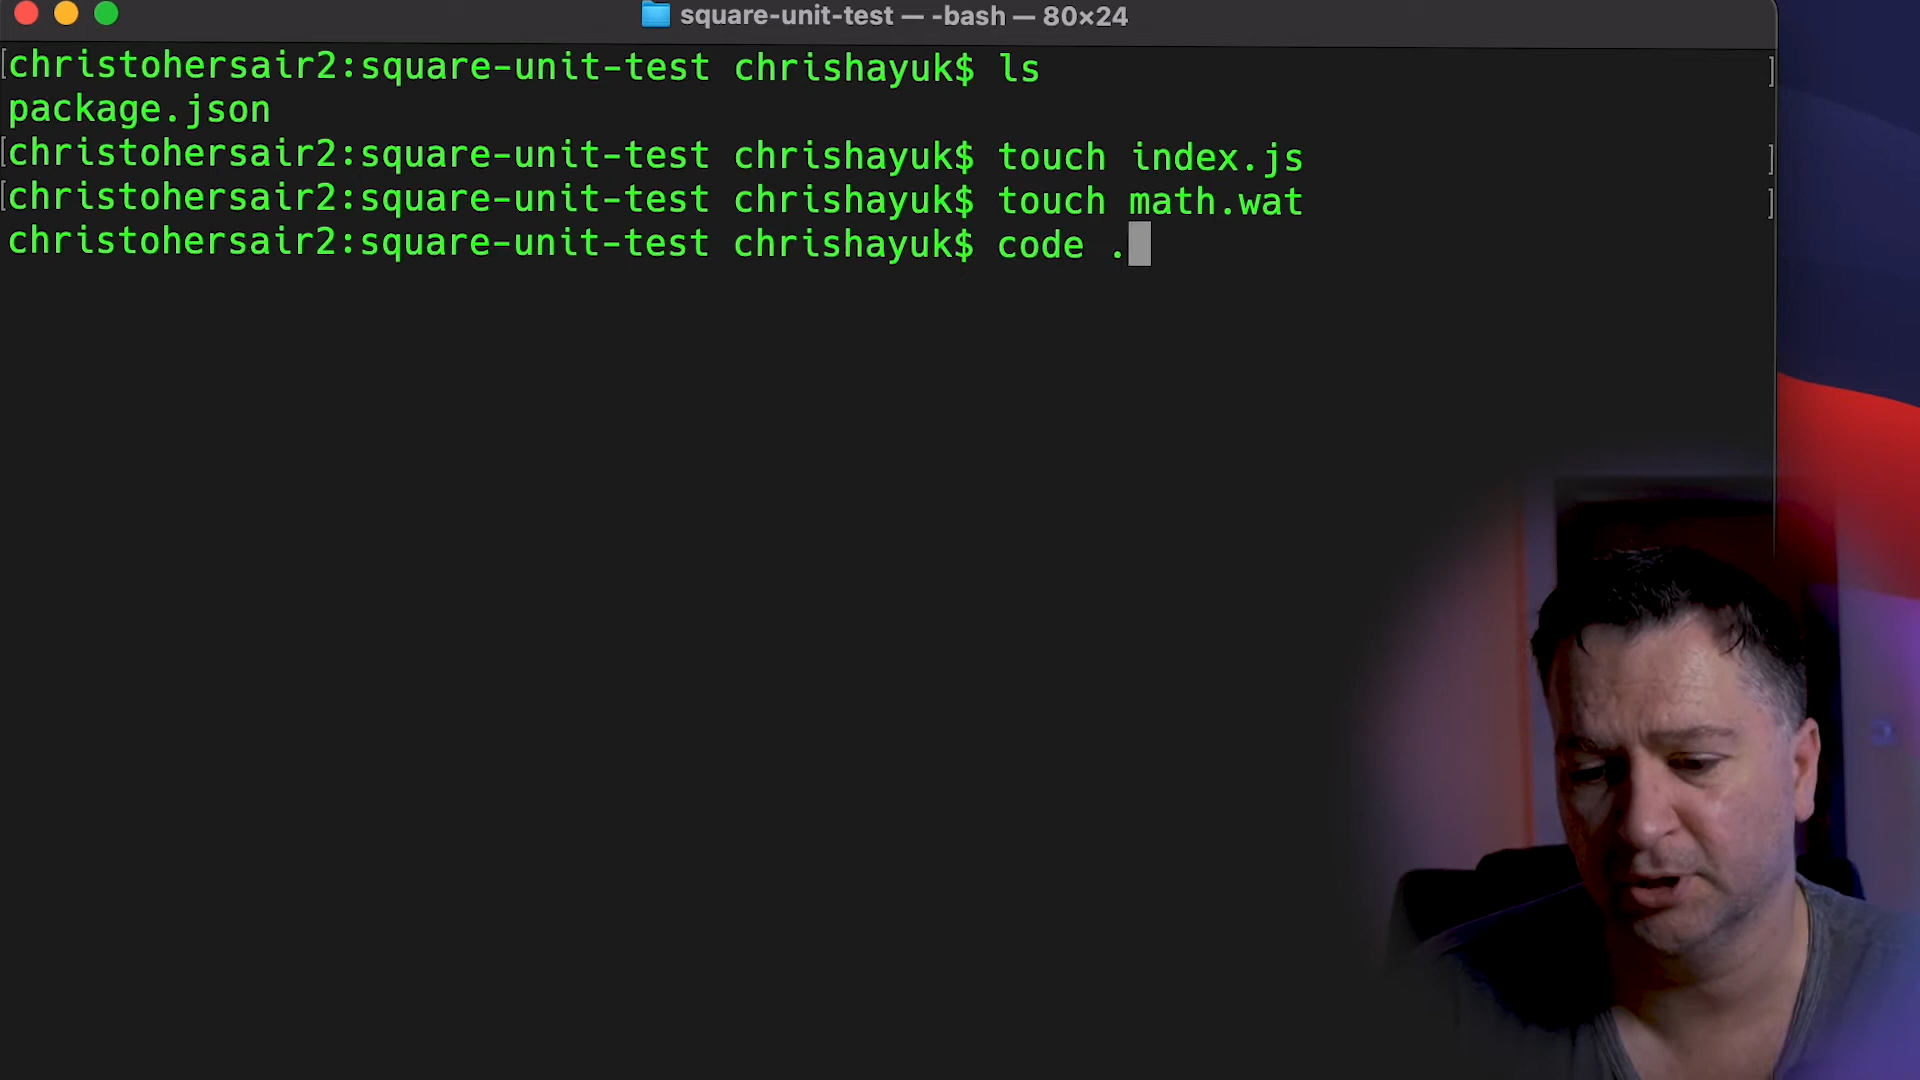 square-unit-test — -bash — 80×24
christohersair2:square-unit-test chrishayuk$ ls
package.json
christohersair2:square-unit-test chrishayuk$ touch index.js
christohersair2:square-unit-test chrishayuk$ touch math.wat
christohersair2:square-unit-test chrishayuk$ code .